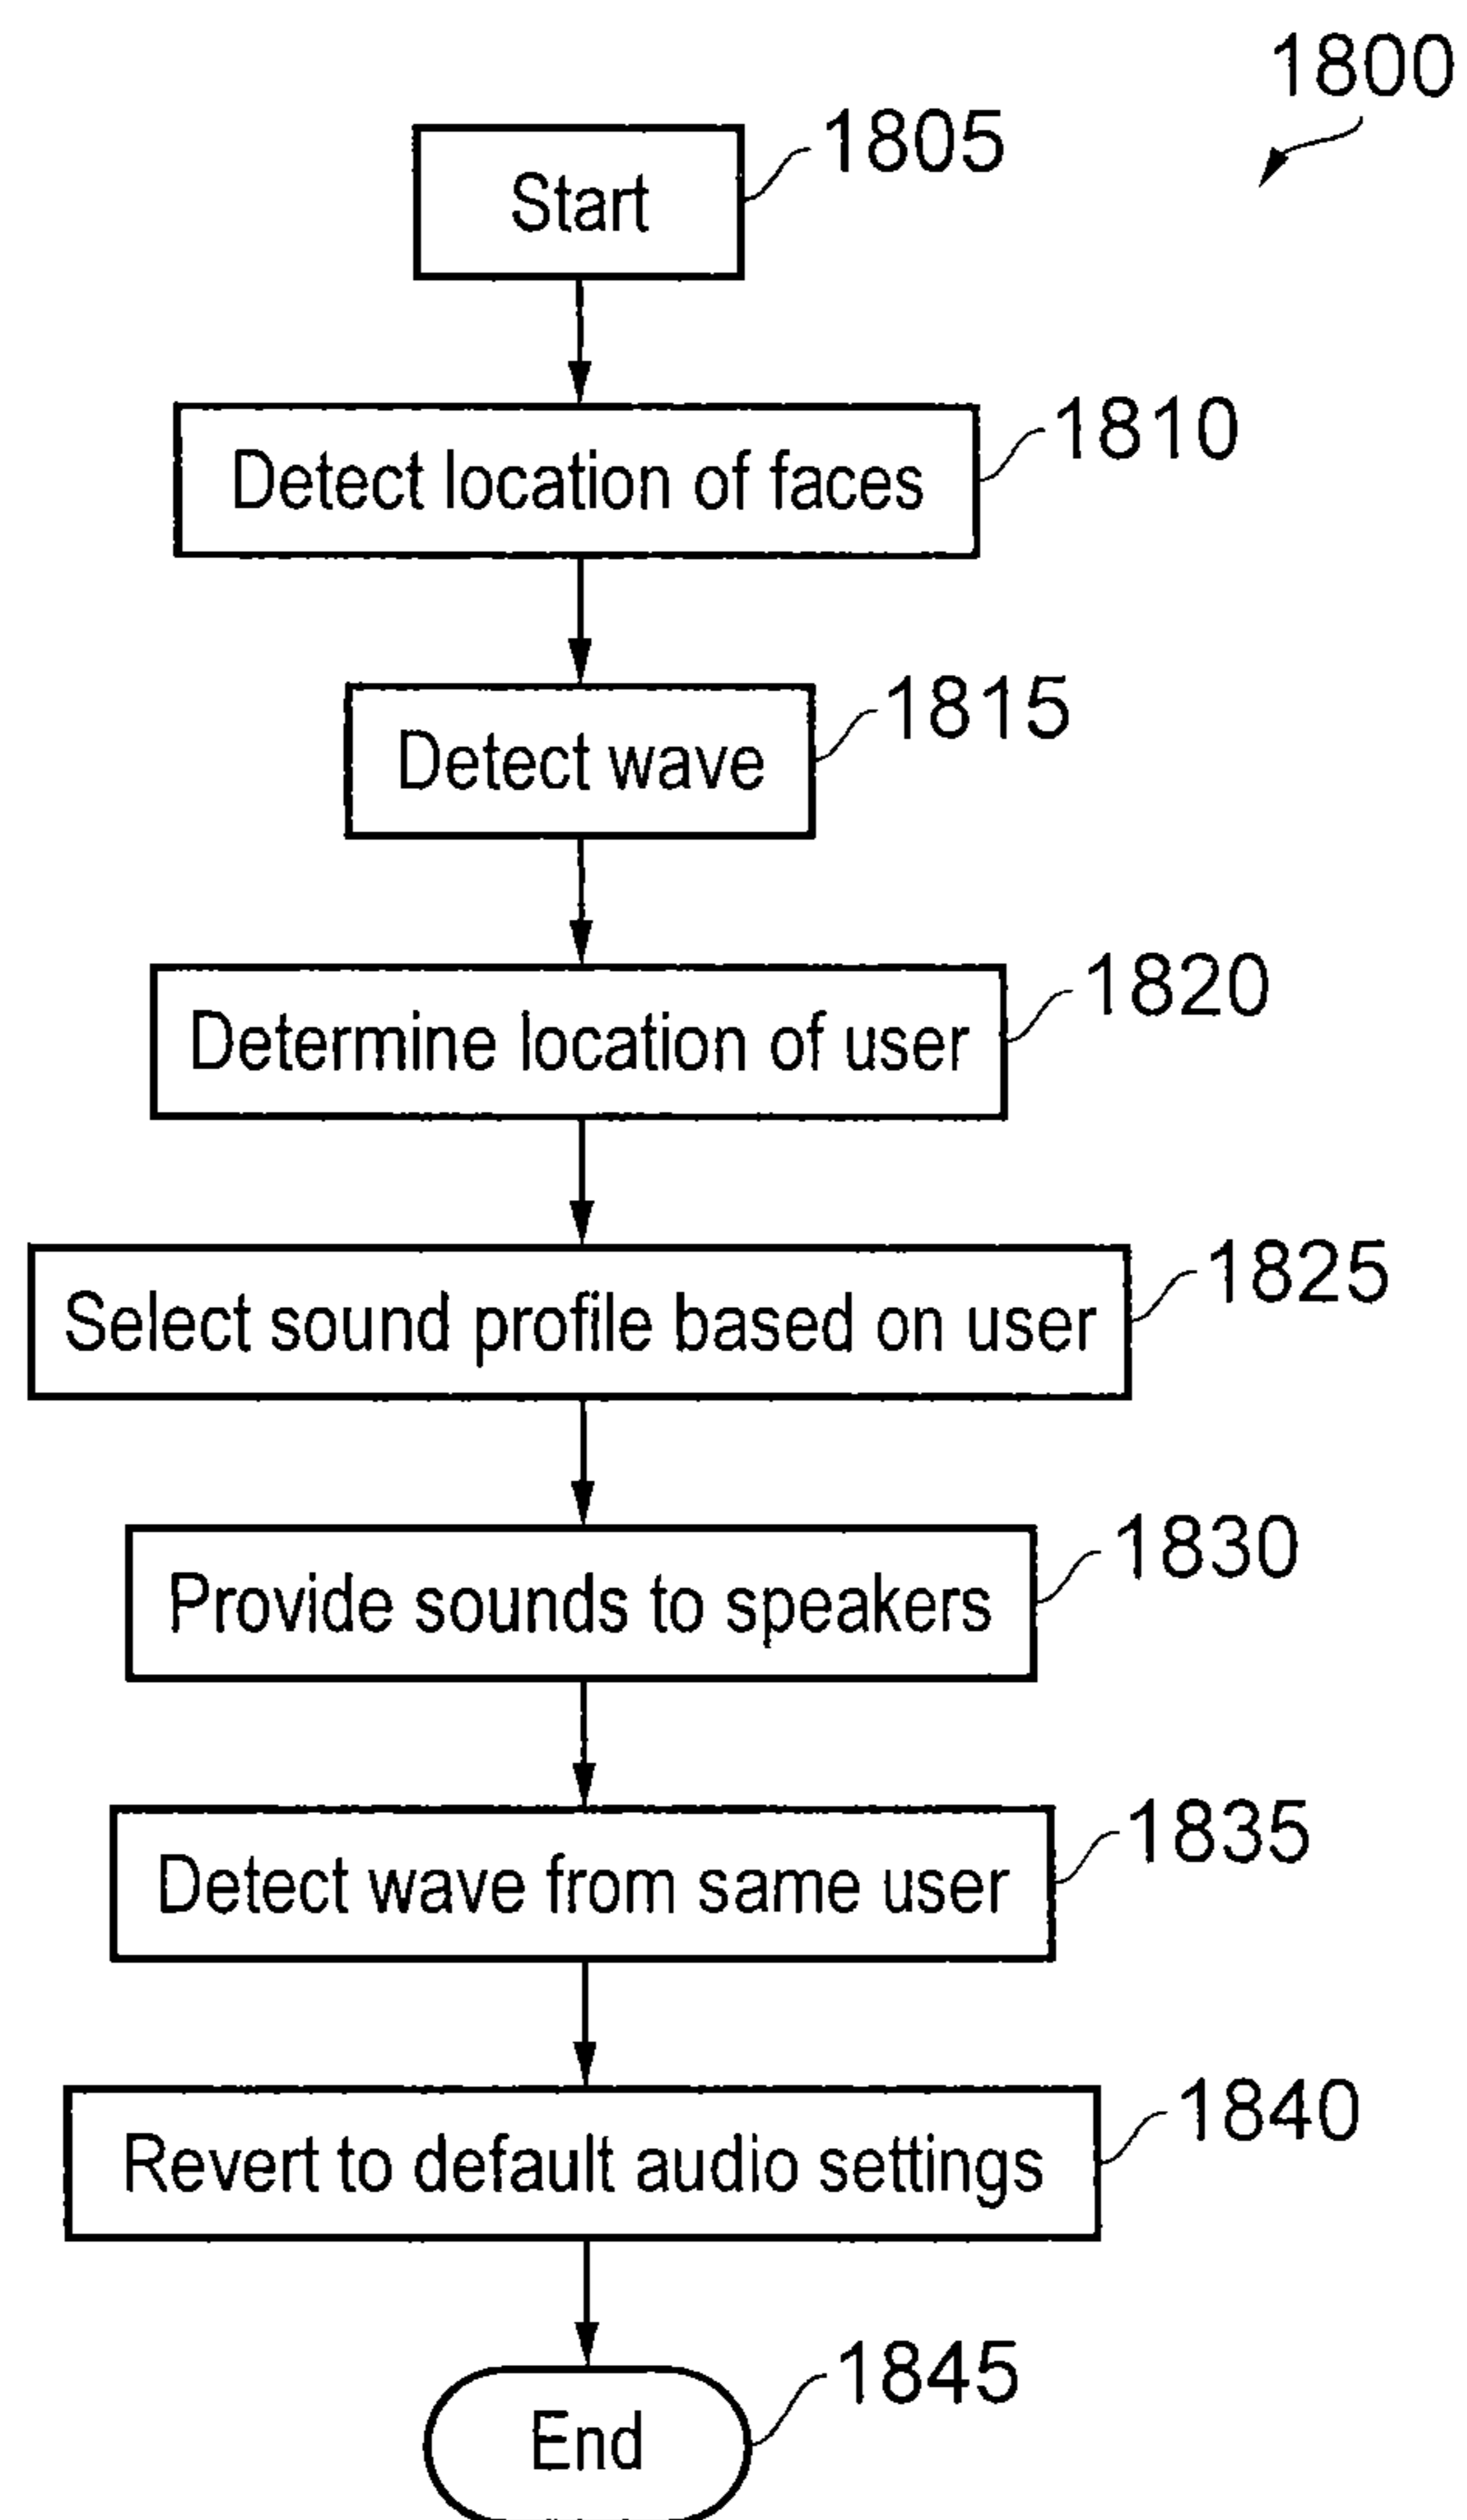 1800
Start
1805
Detect location of faces
1810
Detect wave
1815
Determine location of user
1820
Select sound profile based on user
1825
Provide sounds to speakers
1830
Detect wave from same user
1835
Revert to default audio settings
1840
End
1845